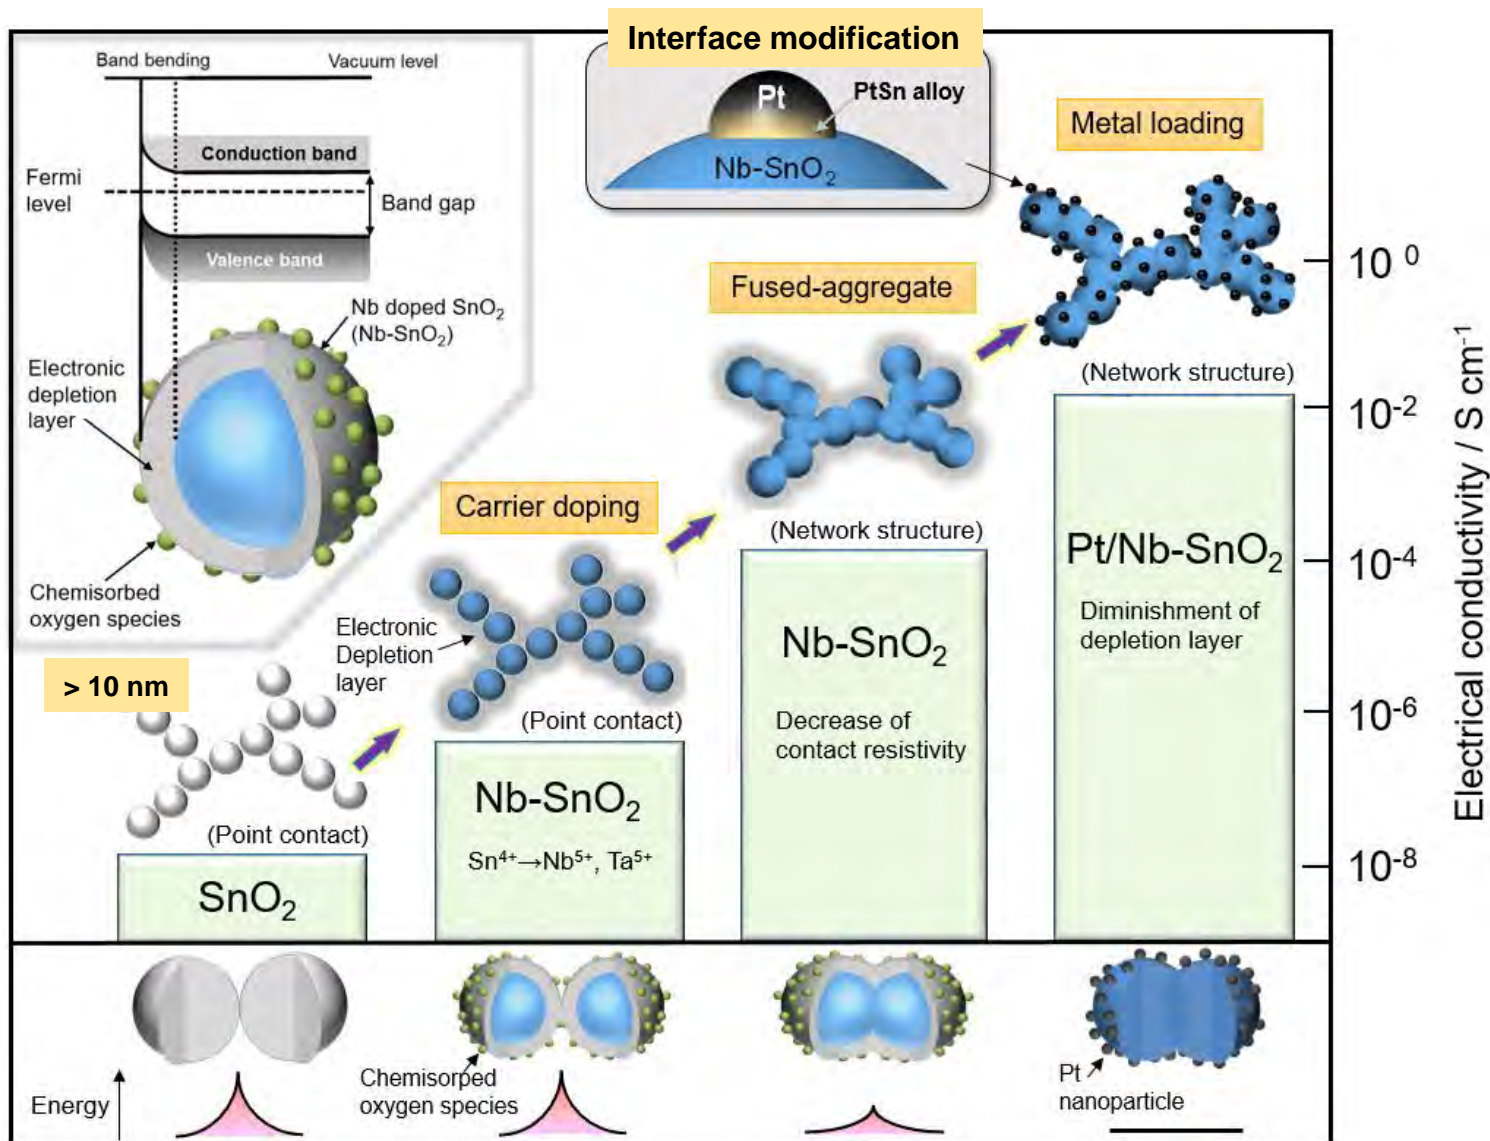 Interface modification
Band bending
Vacuum level
Conduction band
Fermi
level
Band gap
Valence band
Nb doped SnO₂
(Nb-SnO₂)
Electronic
depletion
layer
Chemisorbed
oxygen species
Pt
PtSn alloy
Nb-SnO₂
Metal loading
Fused-aggregate
Carrier doping
> 10 nm
Electronic
Depletion
layer
(Point contact)
SnO₂
(Point contact)
Nb-SnO₂
Sn⁴⁺→Nb⁵⁺, Ta⁵⁺
(Network structure)
Nb-SnO₂
Decrease of
contact resistivity
(Network structure)
Pt/Nb-SnO₂
Diminishment of
depletion layer
10⁰
10⁻²
10⁻⁴
10⁻⁶
10⁻⁸
Electrical conductivity / S cm⁻¹
Energy
Chemisorped
oxygen species
Pt
nanoparticle